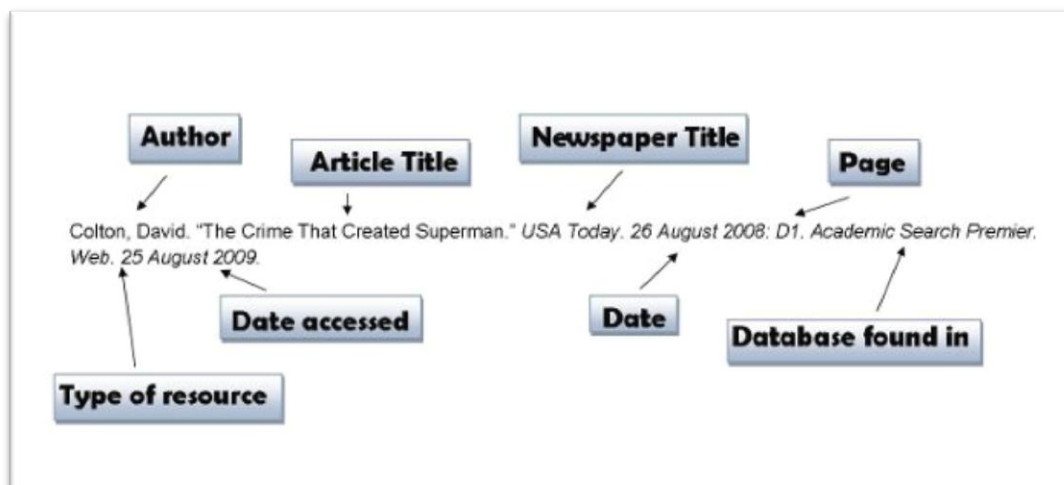 Author
Article Title
Newspaper Title
Page
Colton, David. "The Crime That Created Superman." USA Today. 26 August 2008: D1. Academic Search Premier.
Web. 25 August 2009.
Date accessed
Date
Database found in
Type of resource